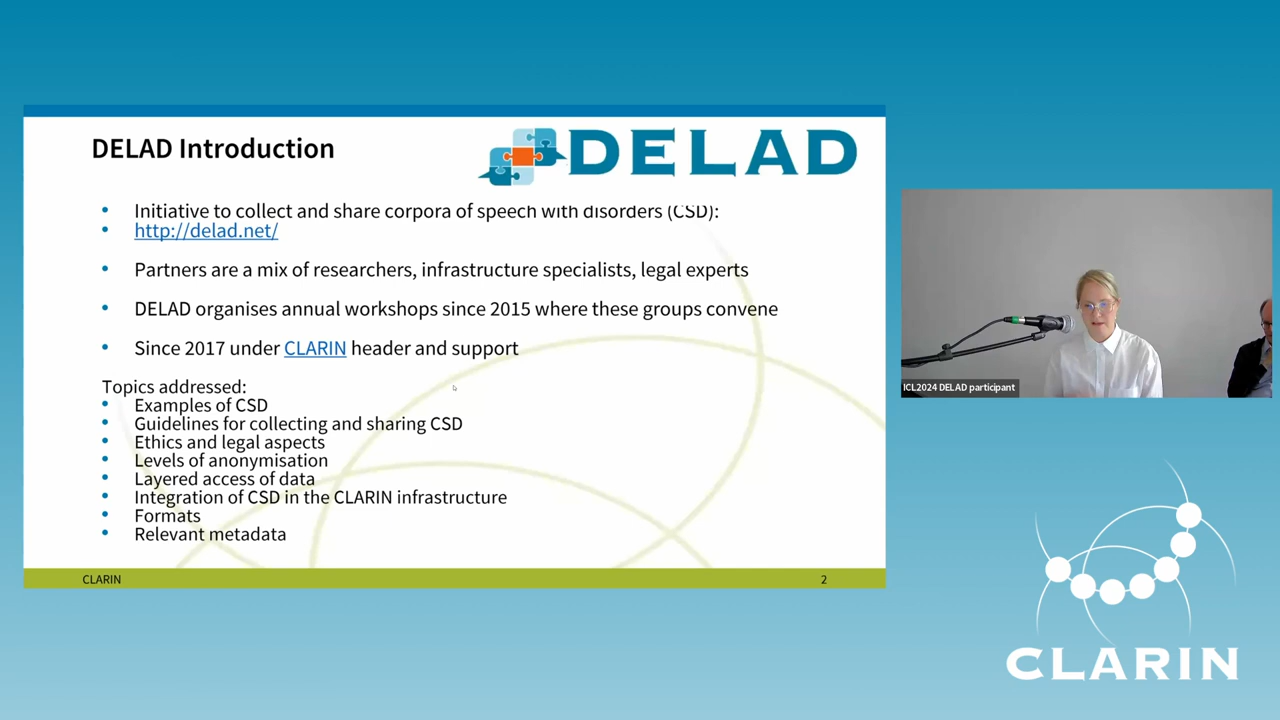 DELAD Introduction
DELAD
Initiative to collect and share corpora of speech with disorders (CSD):
http://delad.net/
Partners are a mix of researchers, infrastructure specialists, legal experts
DELAD organises annual workshops since 2015 where these groups convene
Since 2017 under CLARIN header and support
Topics addressed:
Examples of CSD
Guidelines for collecting and sharing CSD
Ethics and legal aspects
Levels of anonymisation
Layered access of data
Integration of CSD in the CLARIN infrastructure
Formats
Relevant metadata
CLARIN 2
ICL2024 DELAD participant
CLARIN